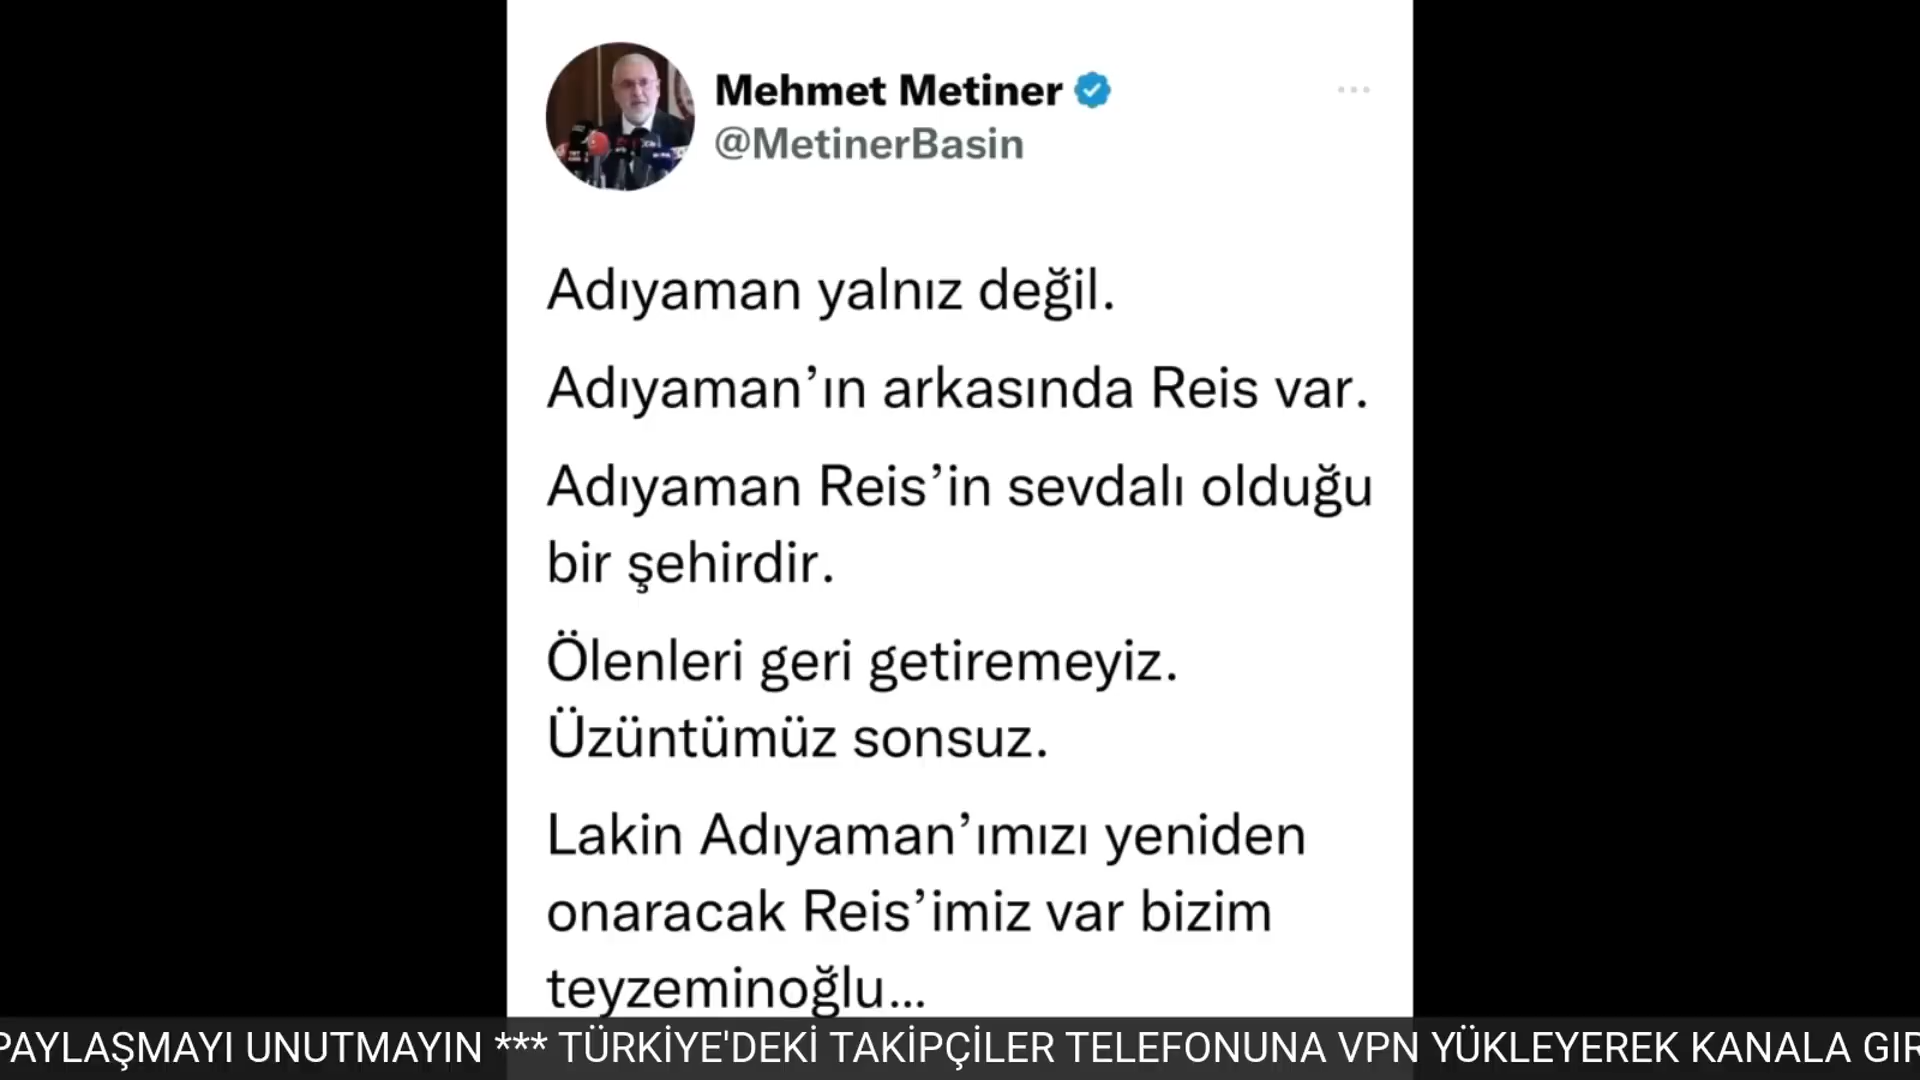 Mehmet Metiner
@MetinerBasin
Adıyaman yalnız değil.
Adıyaman’ın arkasında Reis var.
Adıyaman Reis’in sevdalı olduğu
bir şehirdir.
Ölenleri geri getiremeyiz.
Üzüntümüz sonsuz.
Lakin Adıyaman’ımızı yeniden
onaracak Reis’imiz var bizim
teyzeminoğlu...
PAYLAŞMAYI UNUTMAYIN *** TÜRKİYE'DEKİ TAKİPÇİLER TELEFONUNA VPN YÜKLEYEREK KANALA GIR